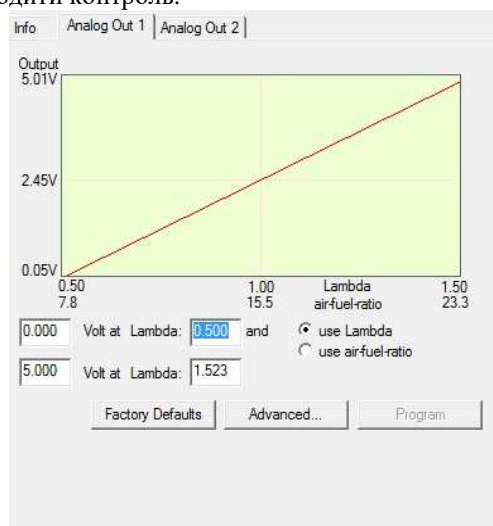 одити контроль.
Info Analog Out 1 Analog Out 2
Output
5.01V
2.45V
0.05V
0.50 1.00 Lambda 1.50
7.8 15.5 air-fuel-ratio 23.3
0.000 Volt at Lambda: 0.500 and use Lambda
use air-fuel-ratio
5.000 Volt at Lambda: 1.523
Factory Defaults Advanced... Program